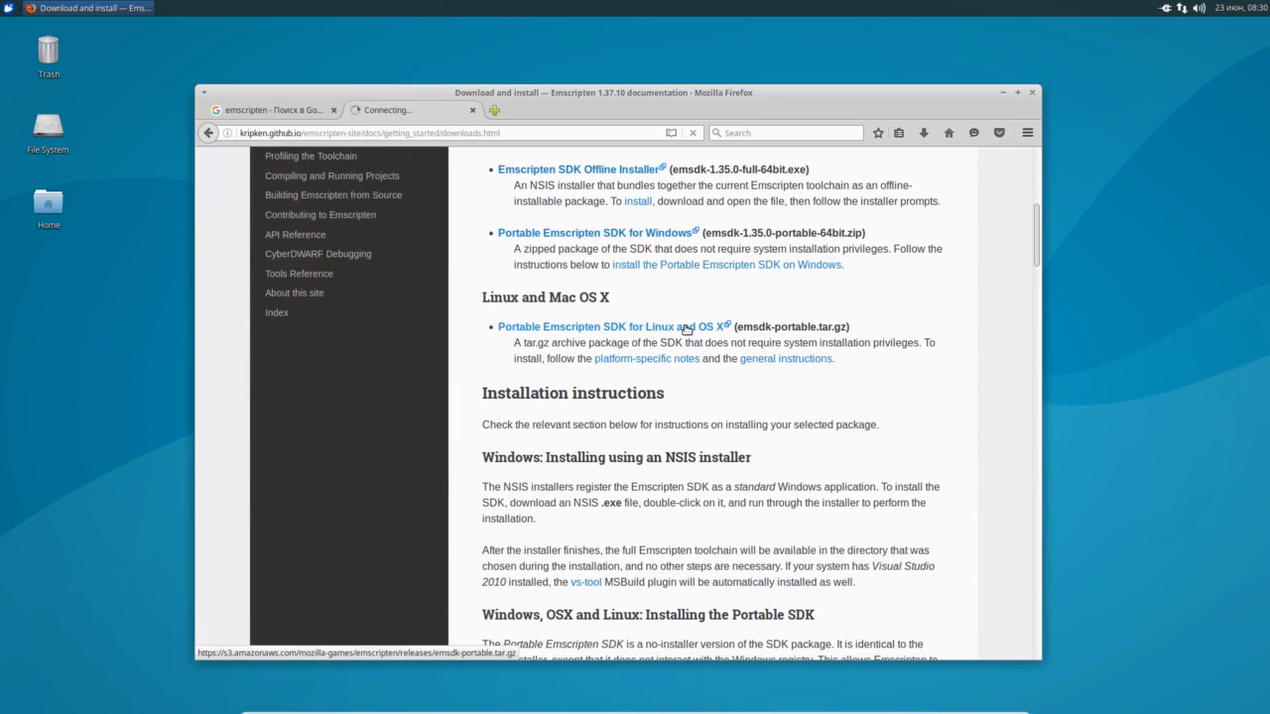 Download and install — Ems...
23 июн, 08:30
Trash
File System
Home
Download and install — Emscripten 1.37.10 documentation - Mozilla Firefox
emscripten - Поиск в Go...
Connecting...
kripken.github.io/emscripten-site/docs/getting_started/downloads.html
Search
Profiling the Toolchain
Compiling and Running Projects
Building Emscripten from Source
Contributing to Emscripten
API Reference
CyberDWARF Debugging
Tools Reference
About this site
Index
Emscripten SDK Offline Installer (emsdk-1.35.0-full-64bit.exe)
An NSIS installer that bundles together the current Emscripten toolchain as an offline-
installable package. To install, download and open the file, then follow the installer prompts.
Portable Emscripten SDK for Windows (emsdk-1.35.0-portable-64bit.zip)
A zipped package of the SDK that does not require system installation privileges. Follow the
instructions below to install the Portable Emscripten SDK on Windows.
Linux and Mac OS X
Portable Emscripten SDK for Linux and OS X (emsdk-portable.tar.gz)
A tar.gz archive package of the SDK that does not require system installation privileges. To
install, follow the platform-specific notes and the general instructions.
Installation instructions
Check the relevant section below for instructions on installing your selected package.
Windows: Installing using an NSIS installer
The NSIS installers register the Emscripten SDK as a standard Windows application. To install the
SDK, download an NSIS .exe file, double-click on it, and run through the installer to perform the
installation.
After the installer finishes, the full Emscripten toolchain will be available in the directory that was
chosen during the installation, and no other steps are necessary. If your system has Visual Studio
2010 installed, the vs-tool MSBuild plugin will be automatically installed as well.
Windows, OSX and Linux: Installing the Portable SDK
The Portable Emscripten SDK is a no-installer version of the SDK package. It is identical to the
except that it does not interact with the Windows registry. This allows Emscripten to
https://s3.amazonaws.com/mozilla-games/emscripten/releases/emsdk-portable.tar.gz